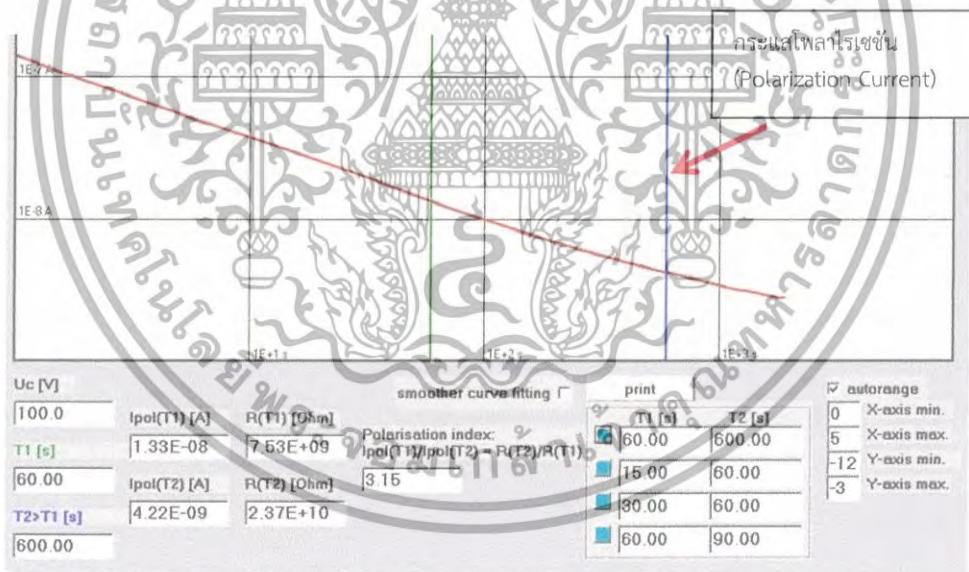 กระแสโพลาไรเซชัน
(Polarization Current)
1E-7 A
1E-8 A
1E+1 s
1E+2 s
1E+3 s
Uc [V]
100.0
T1 [s]
60.00
T2>T1 [s]
600.00
Ipol(T1) [A]
1.33E-08
Ipol(T2) [A]
4.22E-09
R(T1) [Ohm]
7.53E+09
R(T2) [Ohm]
2.37E+10
smoother curve fitting
Polarisation index:
Ipol(T1)/Ipol(T2) = R(T2)/R(T1)
3.15
print
T1 [s] T2 [s]
60.00 600.00
15.00 60.00
30.00 60.00
60.00 90.00
autorange
0 X-axis min.
5 X-axis max.
-12 Y-axis min.
-3 Y-axis max.